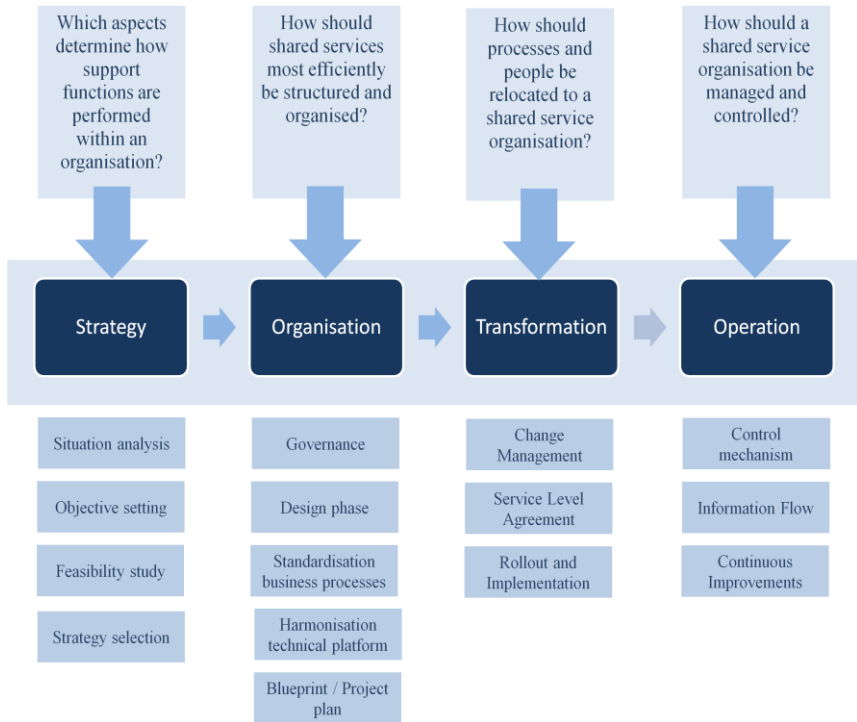 Which aspects
determine how
support
functions are
performed
within an
organisation?
How should
shared services
most efficiently
be structured and
organised?
How should
processes and
people be
relocated to a
shared service
organisation?
How should a
shared service
organisation be
managed and
controlled?
Strategy
Organisation
Transformation
Operation
Situation analysis
Objective setting
Feasibility study
Strategy selection
Governance
Design phase
Standardisation
business processes
Harmonisation
technical platform
Blueprint / Project
plan
Change
Management
Service Level
Agreement
Rollout and
Implementation
Control
mechanism
Information Flow
Continuous
Improvements